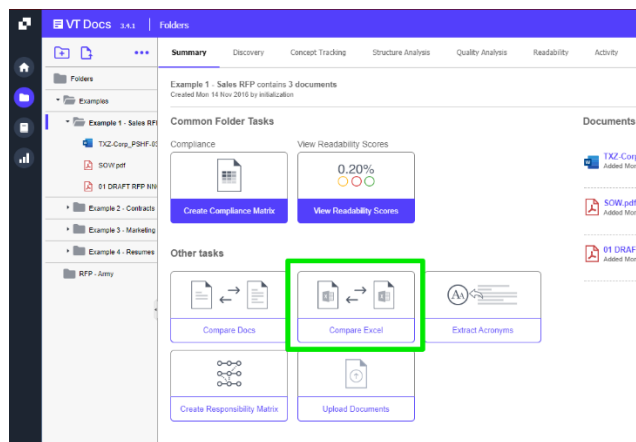 VT Docs 3.4.1 Folders
Summary Discovery Concept Tracking Structure Analysis Quality Analysis Readability Activity
Folders
Examples
Example 1 - Sales RFI
TXZ-Corp_PSHF-03
SOW.pdf
01 DRAFT RFP NN
Example 2 - Contracts
Example 3 - Marketing
Example 4 - Resumes
RFP - Army
Example 1 - Sales RFP contains 3 documents
Created Mon 14 Nov 2016 by initialization
Common Folder Tasks
Compliance View Readability Scores
0.20%
Create Compliance Matrix View Readability Scores
Other tasks
Compare Docs Compare Excel Extract Acronyms
Create Responsibility Matrix Upload Documents
Documents
TXZ-Corp
Added Mon
SOW.pdf
Added Mon
01 DRAF
Added Mon